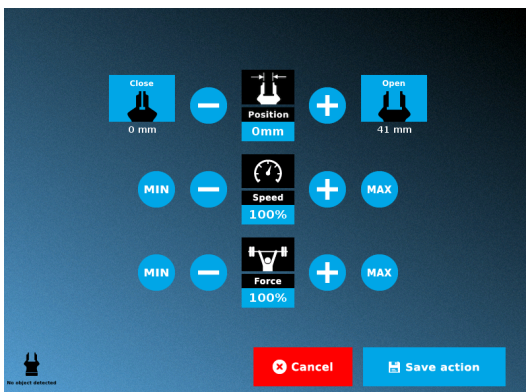 Close
Open
Position
0 mm
0mm
41 mm
MIN
MAX
Speed
100%
MIN
MAX
Force
100%
No object detected
Cancel
Save action